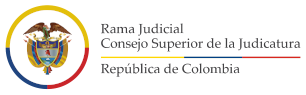 Rama Judicial
Consejo Superior de la Judicatura
República de Colombia